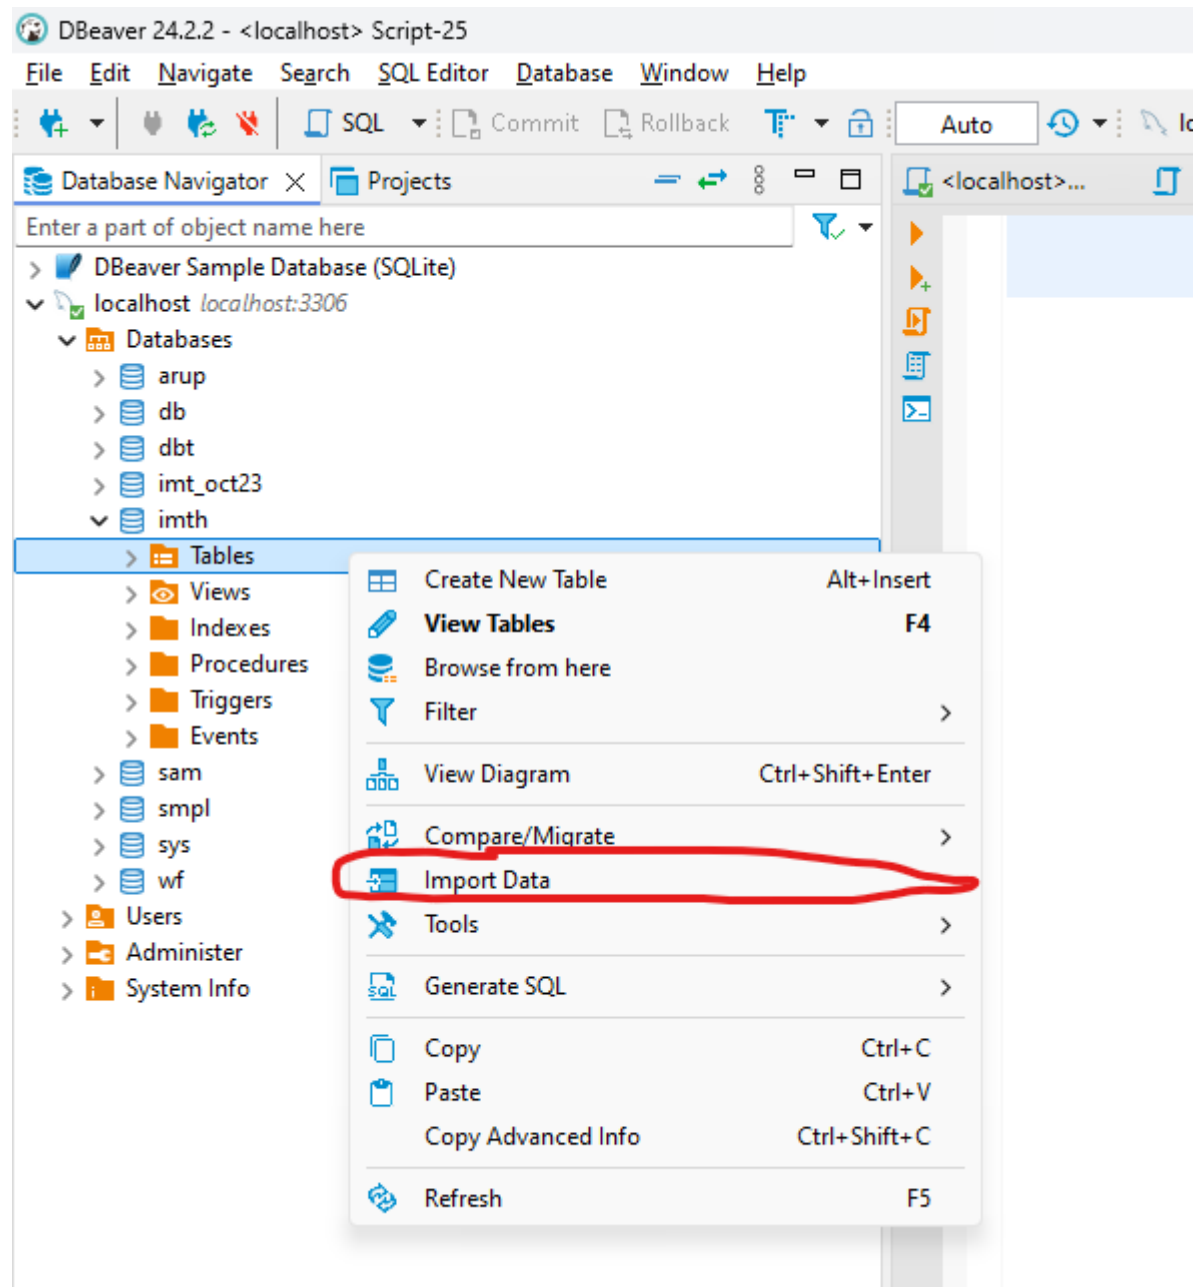 DBeaver 24.2.2 - <localhost> Script-25
File Edit Navigate Search SQL Editor Database Window Help
SQL Commit Rollback Auto
Database Navigator Projects <localhost>...
Enter a part of object name here
DBeaver Sample Database (SQLite)
localhost localhost:3306
Databases
arup
db
dbt
imt_oct23
imth
Tables
Views
Indexes
Procedures
Triggers
Events
sam
smpl
sys
wf
Users
Administer
System Info
Create New Table Alt+Insert
View Tables F4
Browse from here
Filter
View Diagram Ctrl+Shift+Enter
Compare/Migrate
Import Data
Tools
Generate SQL
Copy Ctrl+C
Paste Ctrl+V
Copy Advanced Info Ctrl+Shift+C
Refresh F5